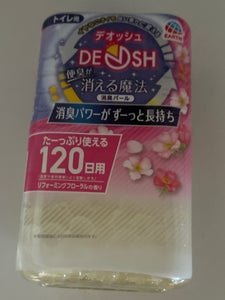 トイレ用
EARTH
デオッシュ
DEOSH
便臭が
消える魔法
消臭パール
消臭パワーがずーっと長持ち
たーっぷり使える
120日用
リフォーミングフローラルの香り